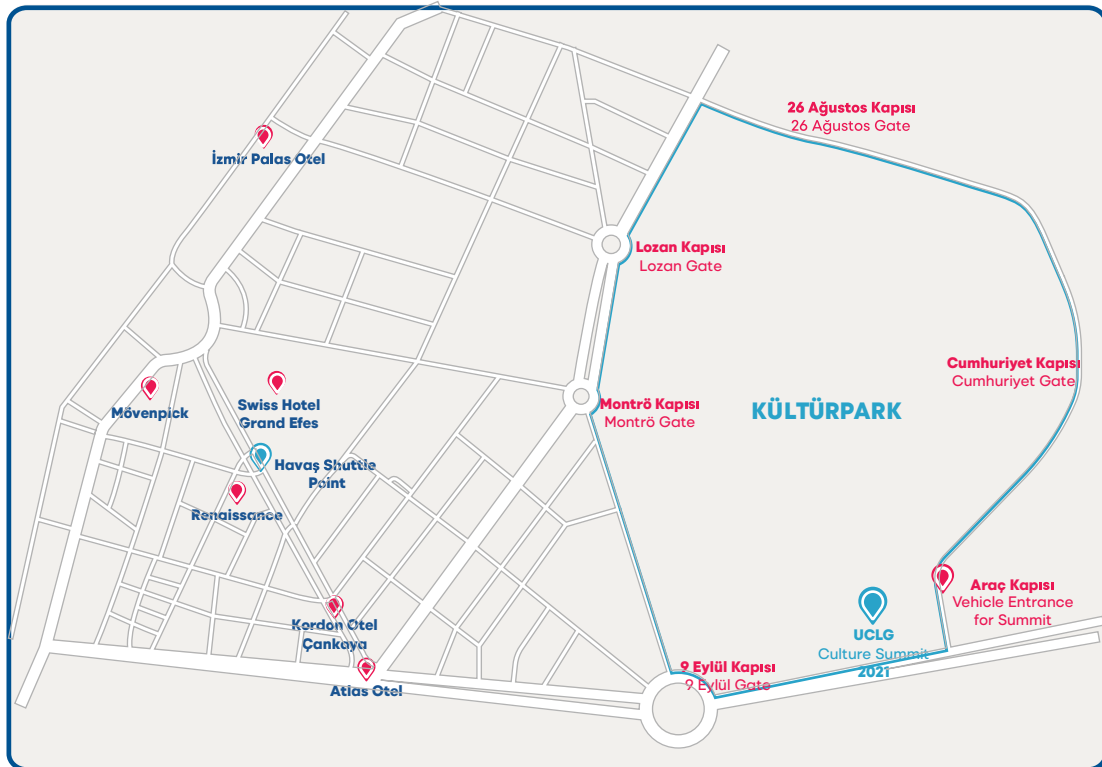 26 Ağustos Kapısı
26 Ağustos Gate
İzmir Palas Otel
Lozan Kapısı
Lozan Gate
Cumhuriyet Kapısı
Cumhuriyet Gate
Mövenpick
Swiss Hotel
Grand Efes
Montrö Kapısı
Montrö Gate
KÜLTÜRPARK
Havaş Shuttle
Point
Renaissance
Araç Kapısı
Vehicle Entrance
for Summit
Kordon Otel
Çankaya
UCLG
Culture Summit
2021
9 Eylül Kapısı
9 Eylül Gate
Atlas Otel